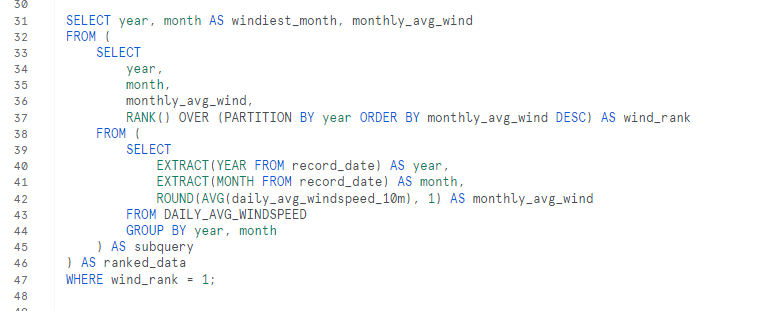 30
31 SELECT year, month AS windiest_month, monthly_avg_wind
32 FROM (
33     SELECT
34         year,
35         month,
36         monthly_avg_wind,
37         RANK() OVER (PARTITION BY year ORDER BY monthly_avg_wind DESC) AS wind_rank
38     FROM (
39         SELECT
40             EXTRACT(YEAR FROM record_date) AS year,
41             EXTRACT(MONTH FROM record_date) AS month,
42             ROUND(AVG(daily_avg_windspeed_10m), 1) AS monthly_avg_wind
43         FROM DAILY_AVG_WINDSPEED
44         GROUP BY year, month
45     ) AS subquery
46 ) AS ranked_data
47 WHERE wind_rank = 1;
48